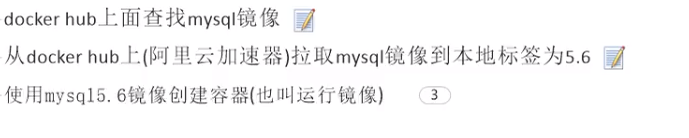 docker hub上面查找mysql镜像
从docker hub上(阿里云加速器)拉取mysql镜像到本地标签为5.6
使用mysql5.6镜像创建容器(也叫运行镜像) 3